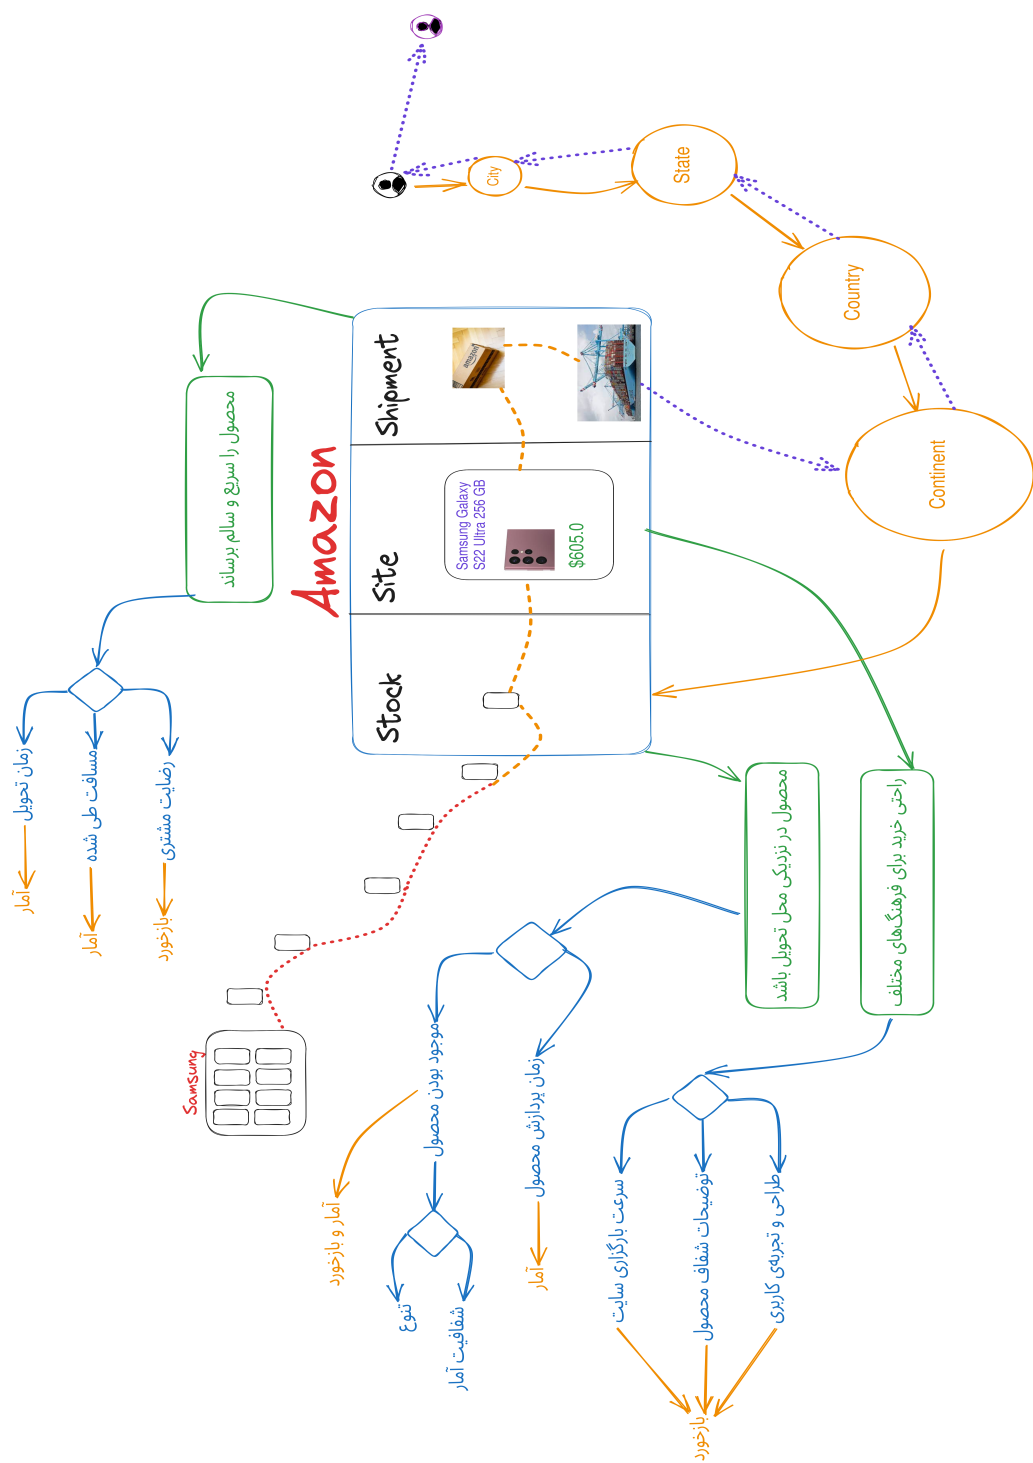 Amazon
Stock
Site
Shipment
Samsung Galaxy
S22 Ultra 256 GB
$605.0
amazon
Samsung
City
State
Country
Continent
محصول را سریع و سالم برساند
زمان تحویل
آمار
مسافت طی شده
آمار
رضایت مشتری
بازخورد
محصول در نزدیکی محل تحویل باشد
موجود بودن محصول
آمار و بازخورد
تنوع
شفافیت آمار
زمان پردازش محصول
آمار
راحتی خرید برای فرهنگ‌های مختلف
سرعت بارگزاری سایت
توضیحات شفاف محصول
طراحی و تجربه‌ی کاربری
بازخورد